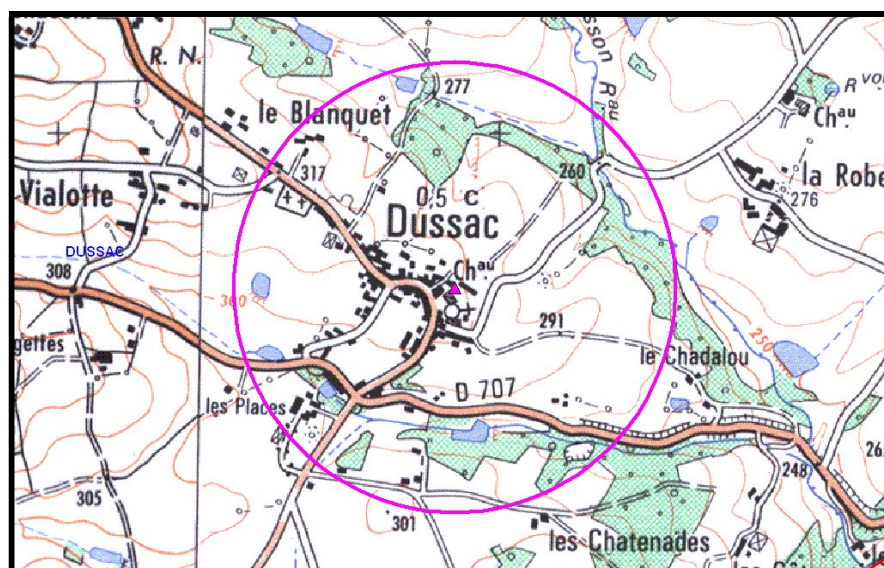 R. N.
277
le Blanquet
Ch^au
la Robe
317
260
0,5 C
Vialotte
276
Dussac
DUSSAC
308
Ch^au
300
291
250
gettes
le Chadalou
D 707
les Places
305
248
301
les Chatenades